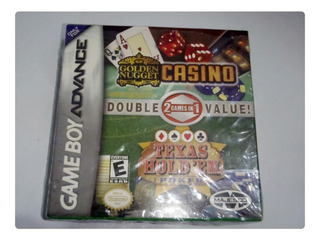 GAME BOY ADVANCE
GOLDEN NUGGET
CASINO
DOUBLE 2 GAMES IN 1 VALUE!
TEXAS
HOLD'EM
POKER
E
MAJESCO